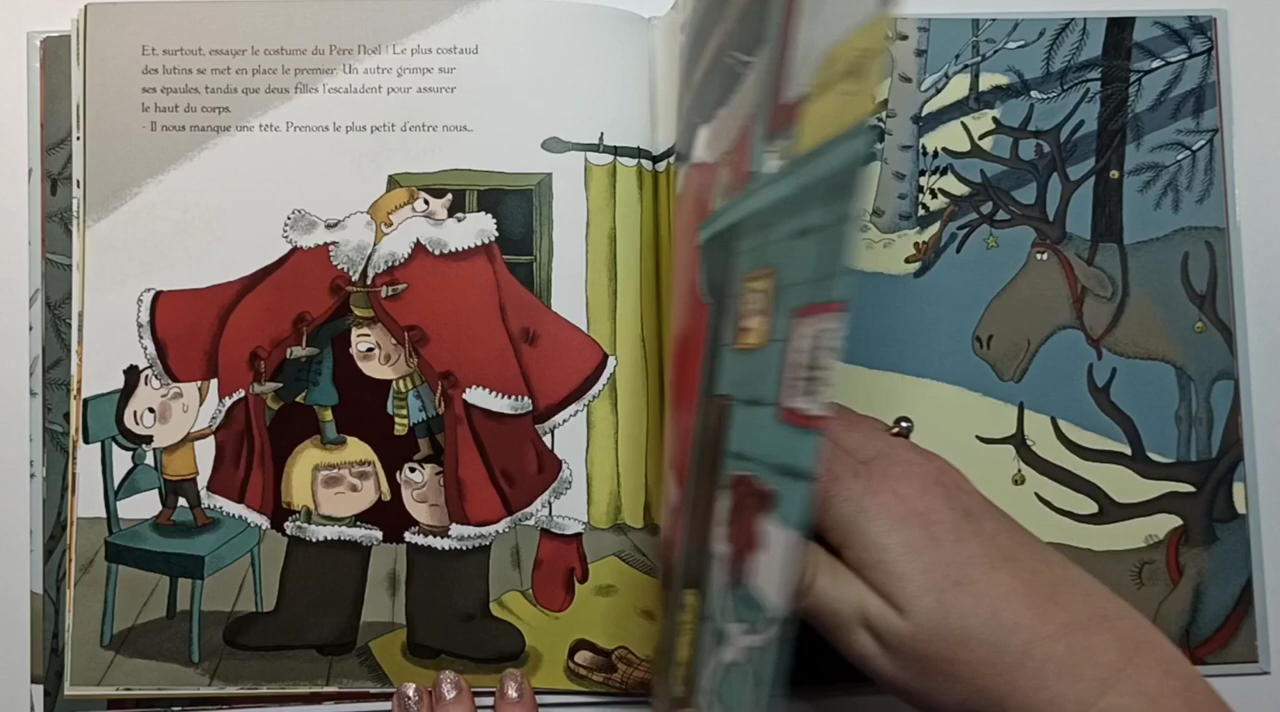 Et, surtout, essayer le costume du Père Noël ! Le plus costaud
des lutins se met en place le premier. Un autre grimpe sur
ses épaules, tandis que deux filles l'escaladent pour assurer
le haut du corps.
- Il nous manque une tête. Prenons le plus petit d'entre nous...